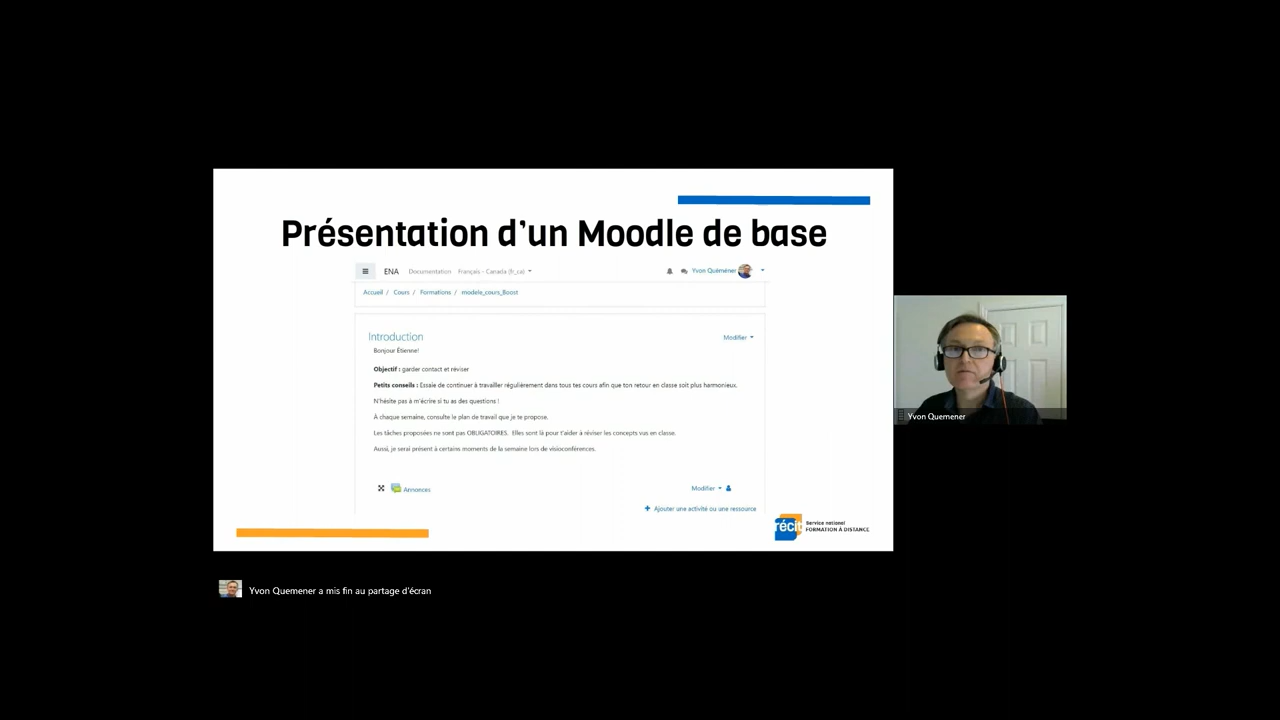 Présentation d'un Moodle de base
ENA Documentation Français - Canada (fr_ca) Yvon Quémener
Accueil / Cours / Formations / modele_cours_Boost
Introduction Modifier
Bonjour Étienne!
Objectif : garder contact et réviser
Petits conseils : Essaie de continuer à travailler régulièrement dans tous tes cours afin que ton retour en classe soit plus harmonieux.
N'hésite pas à m'écrire si tu as des questions !
À chaque semaine, consulte le plan de travail que je te propose.
Les tâches proposées ne sont pas OBLIGATOIRES. Elles sont là pour t'aider à réviser les concepts vus en classe.
Aussi, je serai présent à certains moments de la semaine lors de visioconférences.
Annonces Modifier
+ Ajouter une activité ou une ressource
récit Service national
FORMATION À DISTANCE
Yvon Quemener
Yvon Quemener a mis fin au partage d'écran